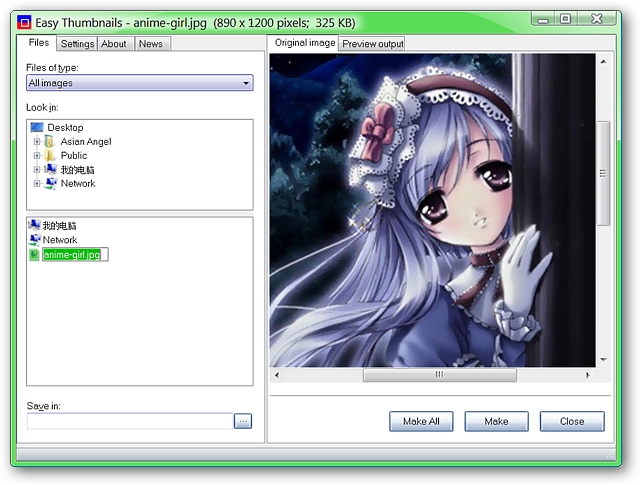 Easy Thumbnails - anime-girl.jpg (890 x 1200 pixels; 325 KB)
Files Settings About News
Original image Preview output
Files of type:
All images
Look in:
Desktop
Asian Angel
Public
我的电脑
Network
我的电脑
Network
anime-girl.jpg
Save in:
...
Make All Make Close